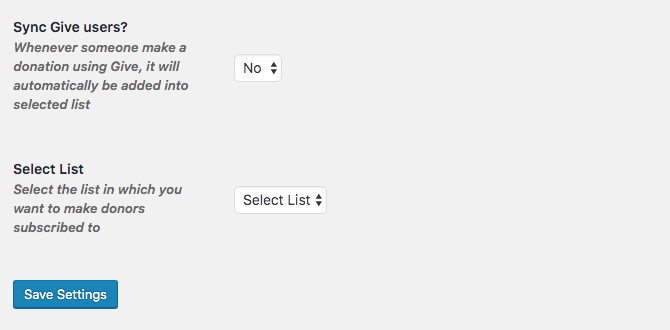 Sync Give users?
Whenever someone make a
donation using Give, it will
automatically be added into
selected list
No
Select List
Select the list in which you
want to make donors
subscribed to
Select List
Save Settings